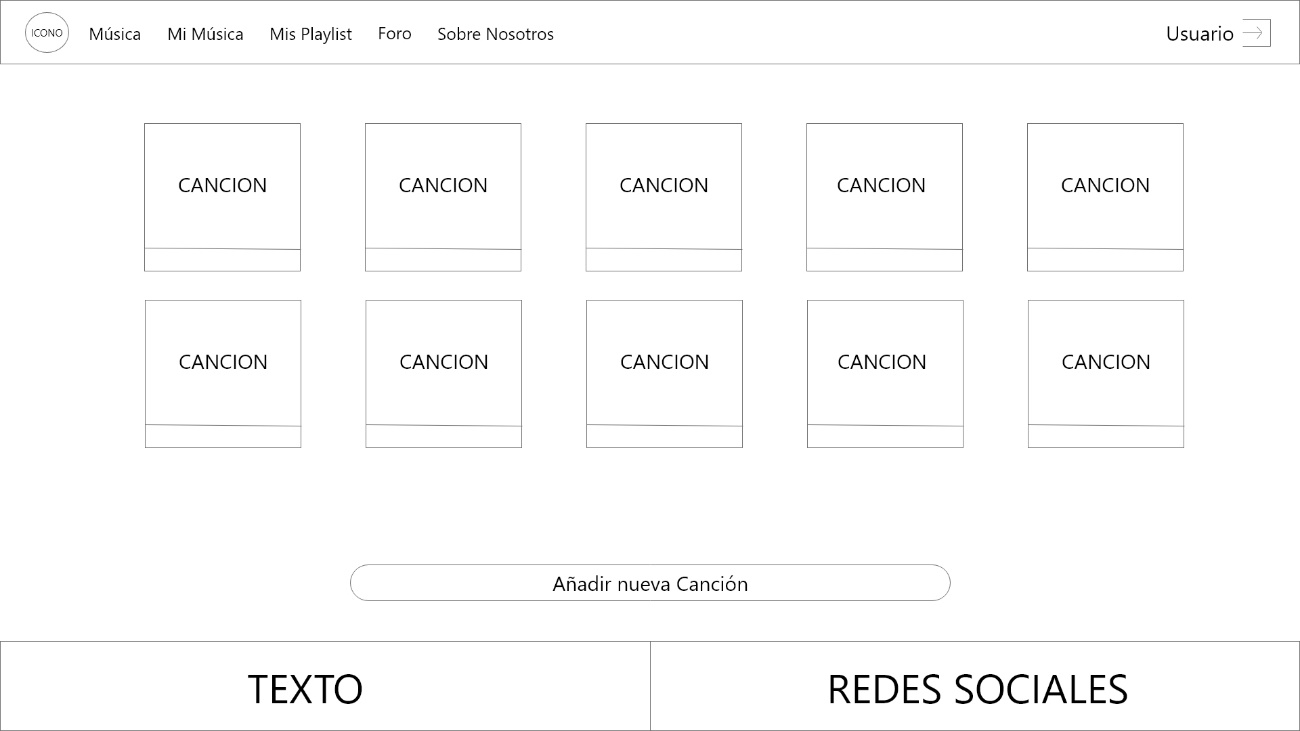 ICONO
Música
Mi Música
Mis Playlist
Foro
Sobre Nosotros
Usuario
CANCION
CANCION
CANCION
CANCION
CANCION
CANCION
CANCION
CANCION
CANCION
CANCION
Añadir nueva Canción
TEXTO
REDES SOCIALES